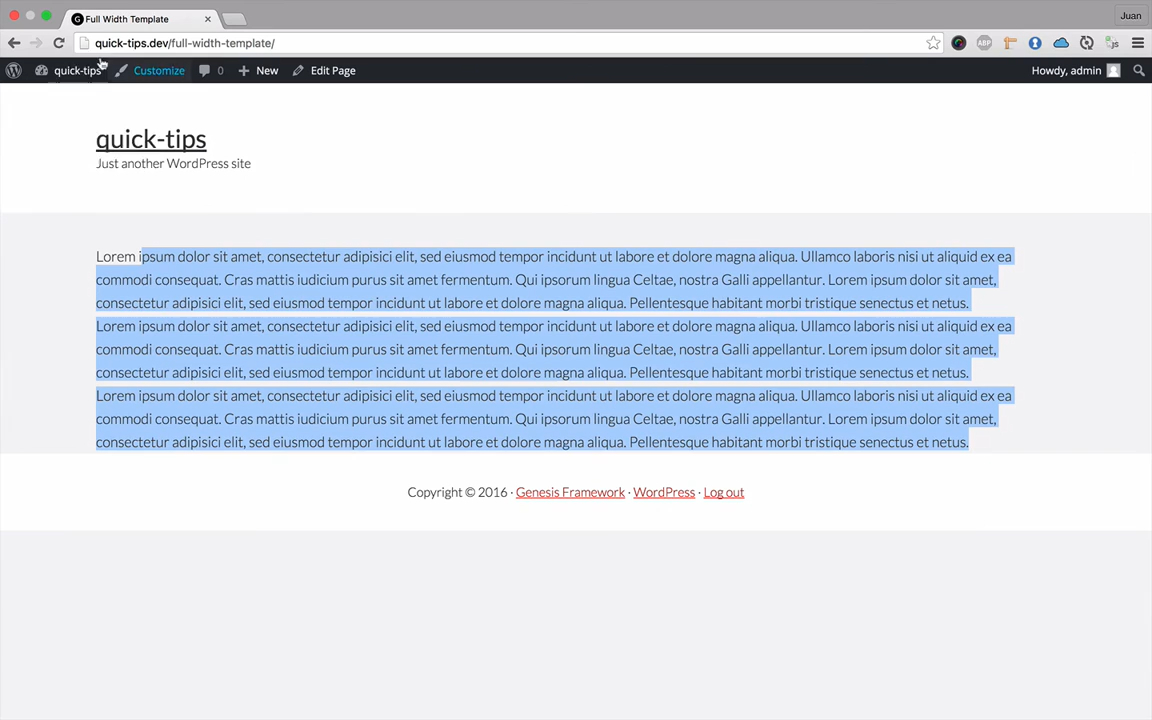 Full Width Template
Juan
quick-tips.dev/full-width-template/
ABP
quick-tips Customize 0 New Edit Page Howdy, admin
quick-tips
Just another WordPress site
Lorem ipsum dolor sit amet, consectetur adipisici elit, sed eiusmod tempor incidunt ut labore et dolore magna aliqua. Ullamco laboris nisi ut aliquid ex ea
commodi consequat. Cras mattis iudicium purus sit amet fermentum. Qui ipsorum lingua Celtae, nostra Galli appellantur. Lorem ipsum dolor sit amet,
consectetur adipisici elit, sed eiusmod tempor incidunt ut labore et dolore magna aliqua. Pellentesque habitant morbi tristique senectus et netus.
Lorem ipsum dolor sit amet, consectetur adipisici elit, sed eiusmod tempor incidunt ut labore et dolore magna aliqua. Ullamco laboris nisi ut aliquid ex ea
commodi consequat. Cras mattis iudicium purus sit amet fermentum. Qui ipsorum lingua Celtae, nostra Galli appellantur. Lorem ipsum dolor sit amet,
consectetur adipisici elit, sed eiusmod tempor incidunt ut labore et dolore magna aliqua. Pellentesque habitant morbi tristique senectus et netus.
Lorem ipsum dolor sit amet, consectetur adipisici elit, sed eiusmod tempor incidunt ut labore et dolore magna aliqua. Ullamco laboris nisi ut aliquid ex ea
commodi consequat. Cras mattis iudicium purus sit amet fermentum. Qui ipsorum lingua Celtae, nostra Galli appellantur. Lorem ipsum dolor sit amet,
consectetur adipisici elit, sed eiusmod tempor incidunt ut labore et dolore magna aliqua. Pellentesque habitant morbi tristique senectus et netus.
Copyright © 2016 · Genesis Framework · WordPress · Log out